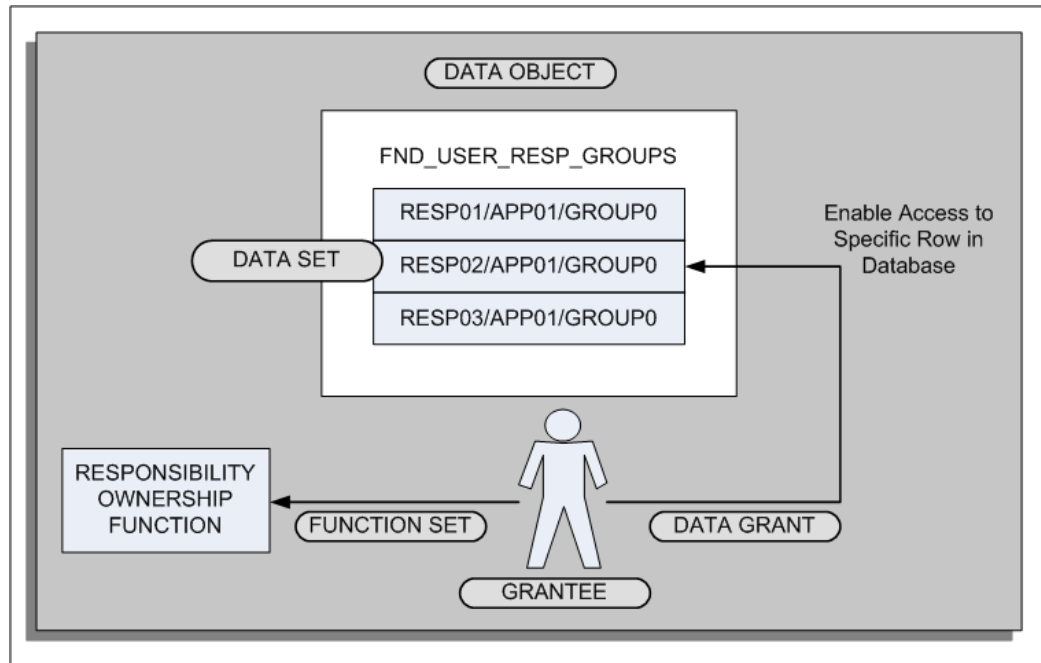 DATA OBJECT
FND_USER_RESP_GROUPS
RESP01/APP01/GROUP0
DATA SET
RESP02/APP01/GROUP0
RESP03/APP01/GROUP0
Enable Access to
Specific Row in
Database
RESPONSIBILITY
OWNERSHIP
FUNCTION
FUNCTION SET
DATA GRANT
GRANTEE